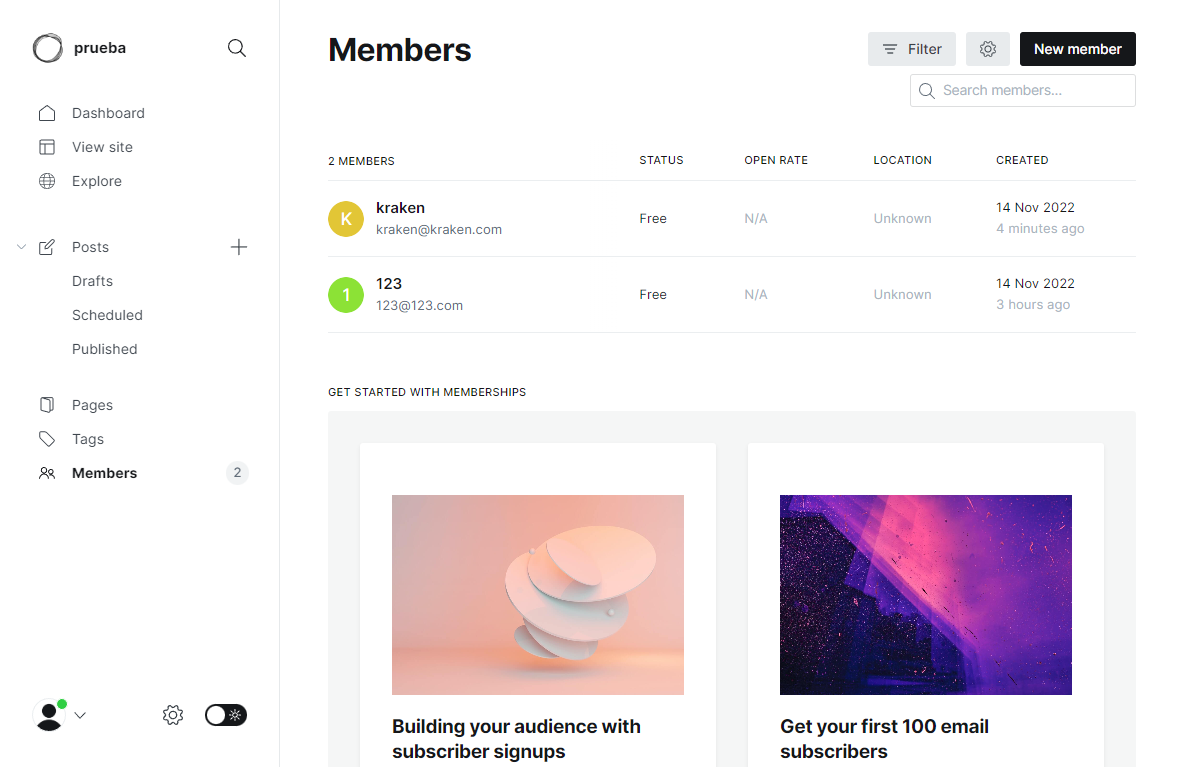 prueba
Dashboard
View site
Explore
Posts
Drafts
Scheduled
Published
Pages
Tags
Members 2
Members
Filter
New member
Search members...
2 MEMBERS STATUS OPEN RATE LOCATION CREATED
K kraken Free N/A Unknown 14 Nov 2022
kraken@kraken.com 4 minutes ago
1 123 Free N/A Unknown 14 Nov 2022
123@123.com 3 hours ago
GET STARTED WITH MEMBERSHIPS
Building your audience with
subscriber signups
Get your first 100 email
subscribers